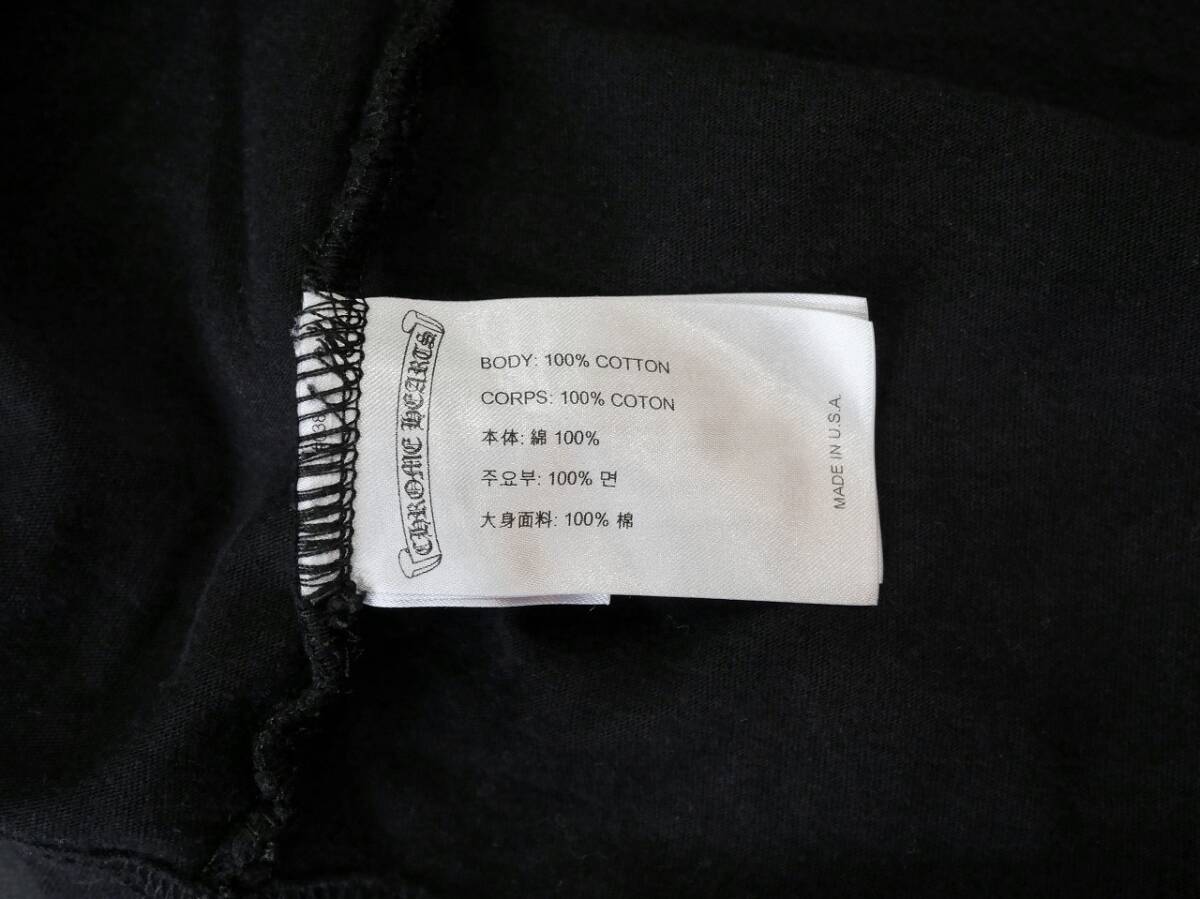 CHROME HEARTS
BODY: 100% COTTON
CORPS: 100% COTON
本体: 綿 100%
주요부: 100% 면
大身面料: 100% 棉
MADE IN U.S.A.